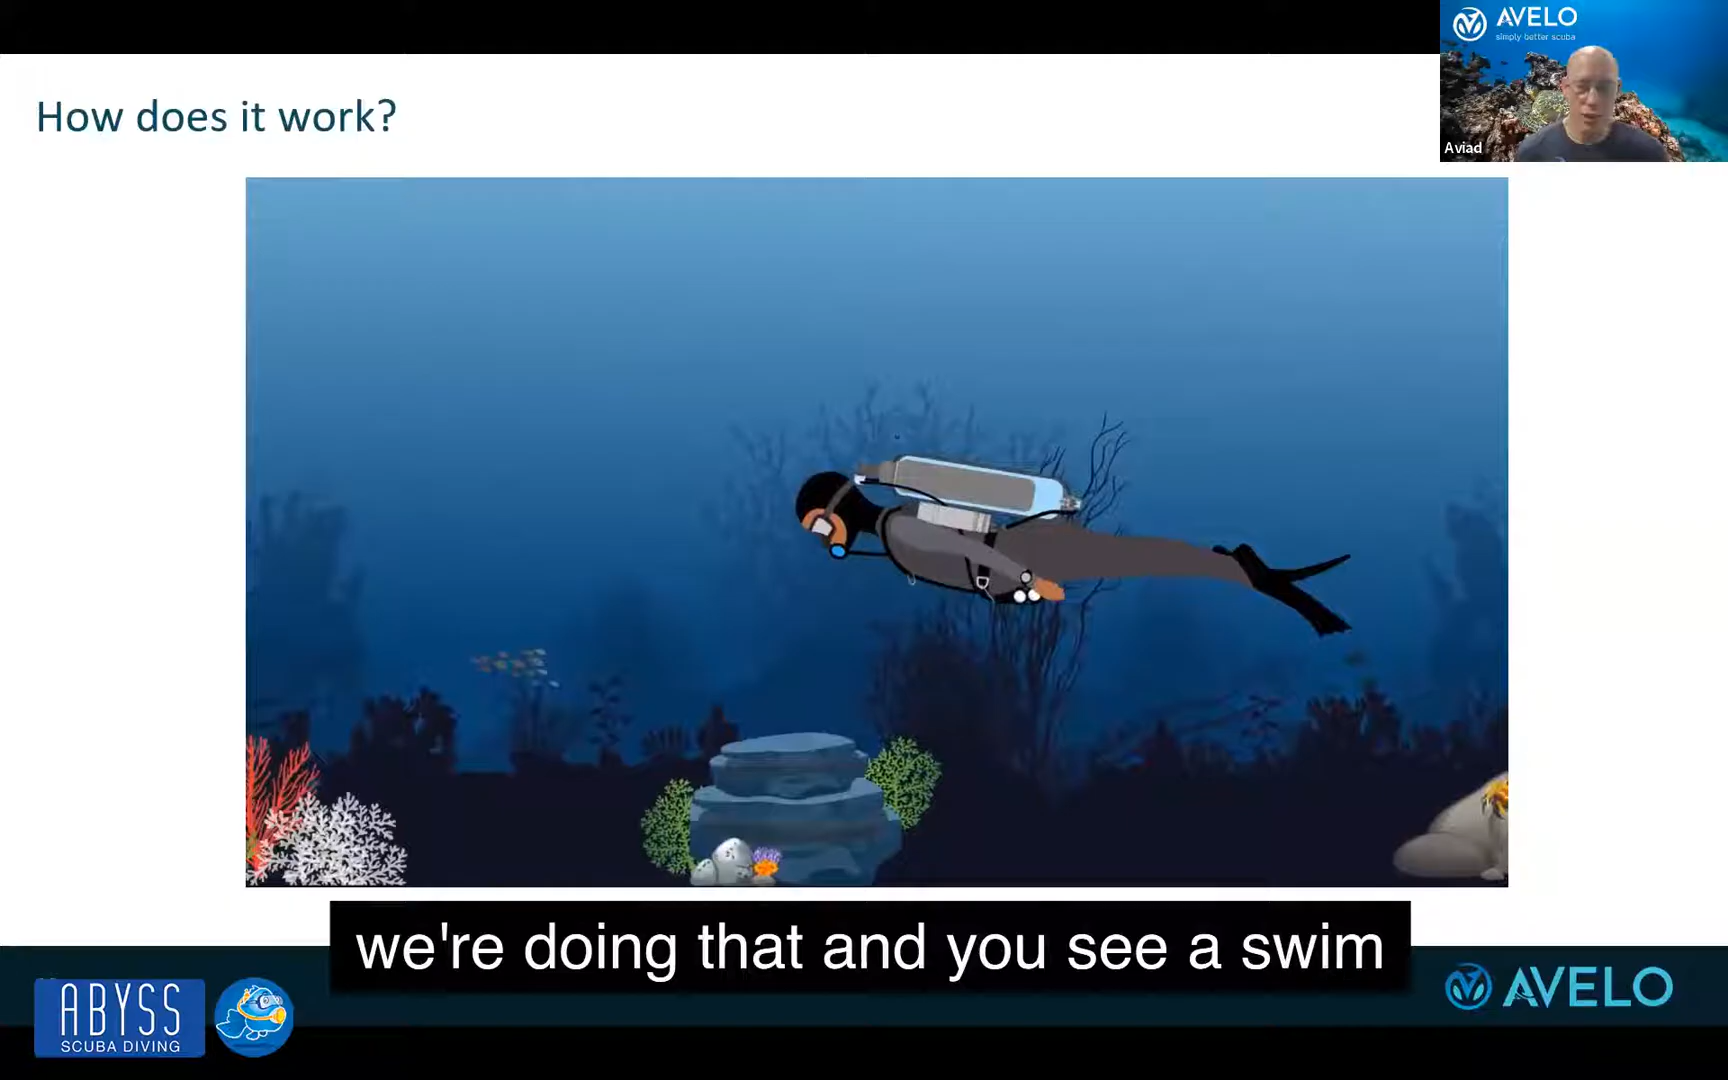 AVELO
simply better scuba
Aviad
How does it work?
we're doing that and you see a swim
ABYSS
SCUBA DIVING
AVELO